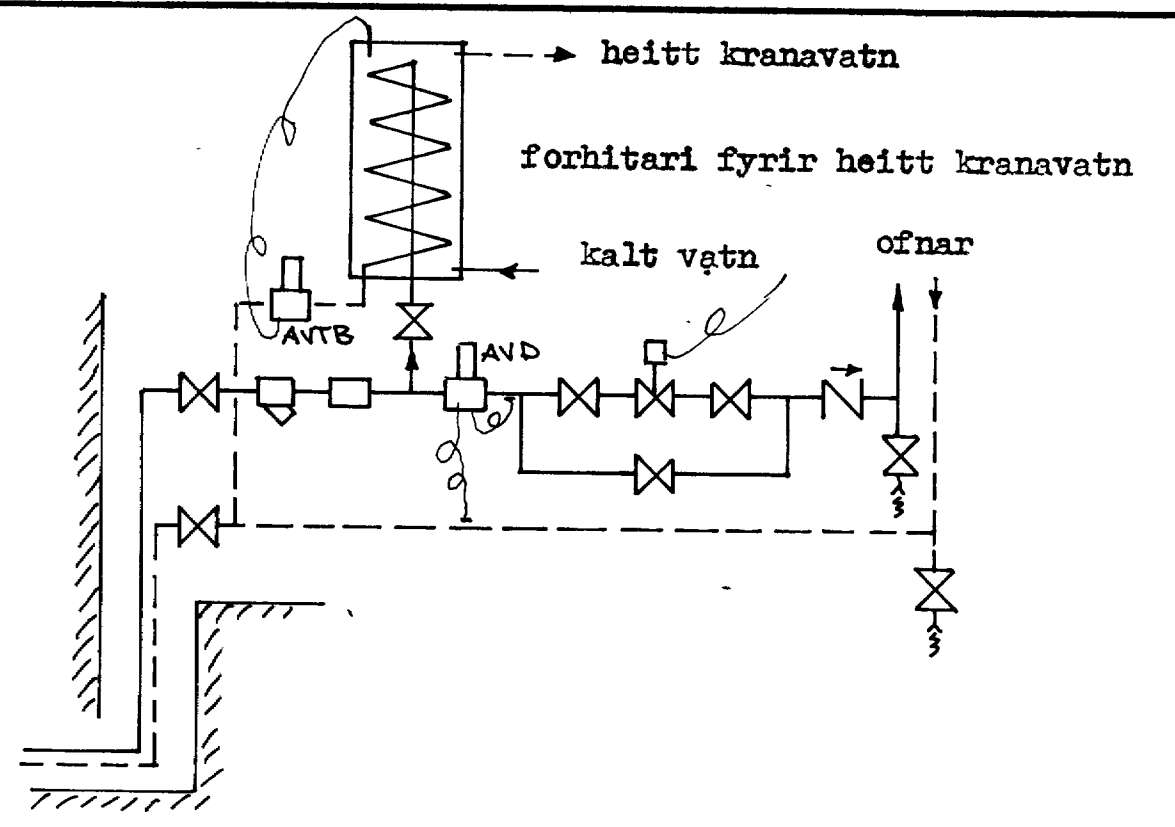 heitt kranavatn
forhitari fyrir heitt kranavatn
ofnar
kalt vatn
AVTB
AVD